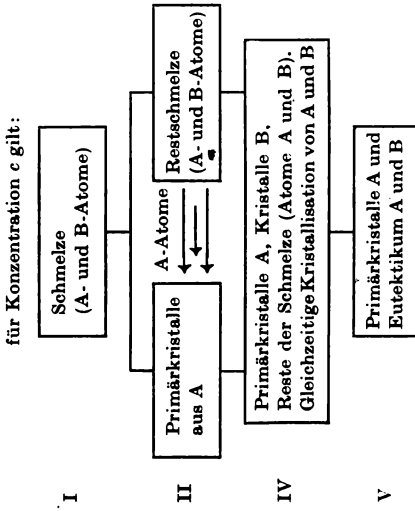 für Konzentration c gilt:
I
Schmelze
(A- und B-Atome)
II
Primärkristalle
aus A
A-Atome
Restschmelze
(A- und B-Atome)
IV
Primärkristalle A, Kristalle B,
Reste der Schmelze (Atome A und B).
Gleichzeitige Kristallisation von A und B
V
Primärkristalle A und
Eutektikum A und B